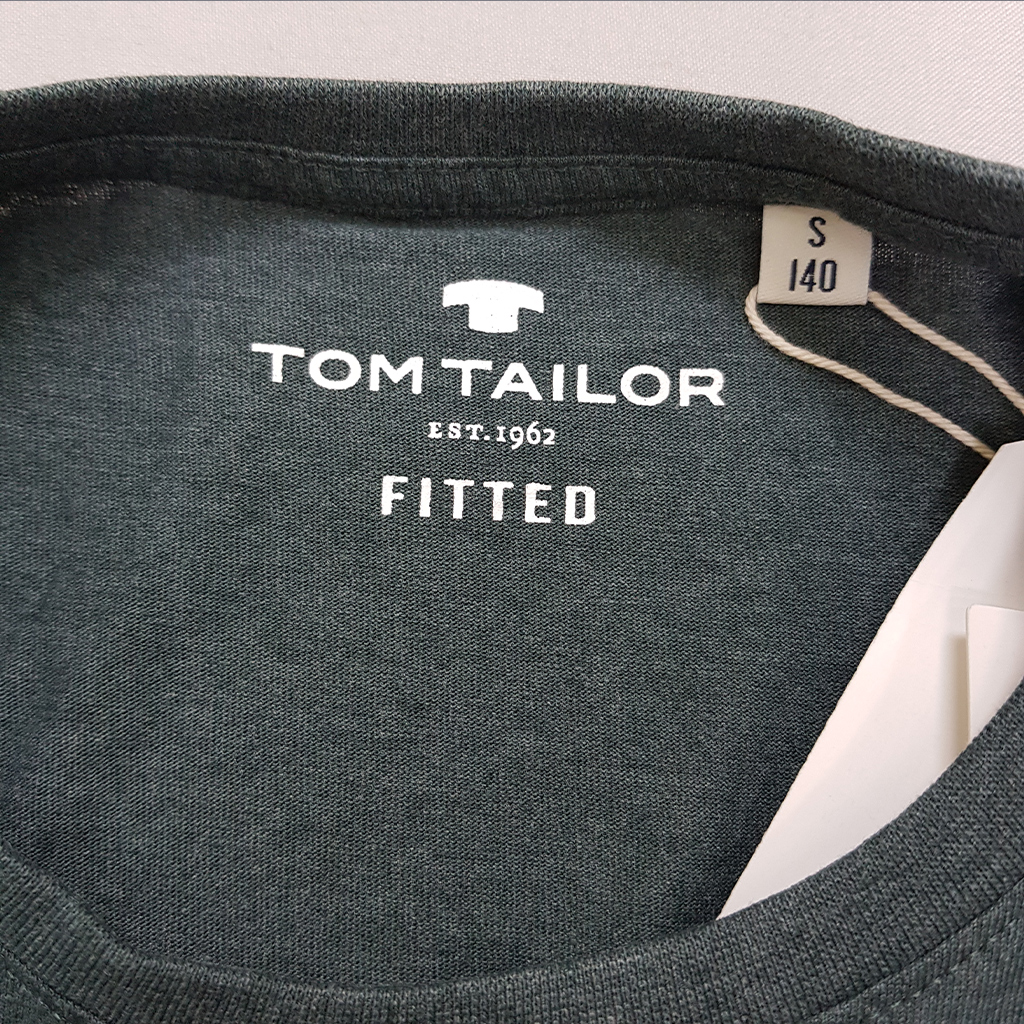 S
140
TOM TAILOR
EST. 1962
FITTED